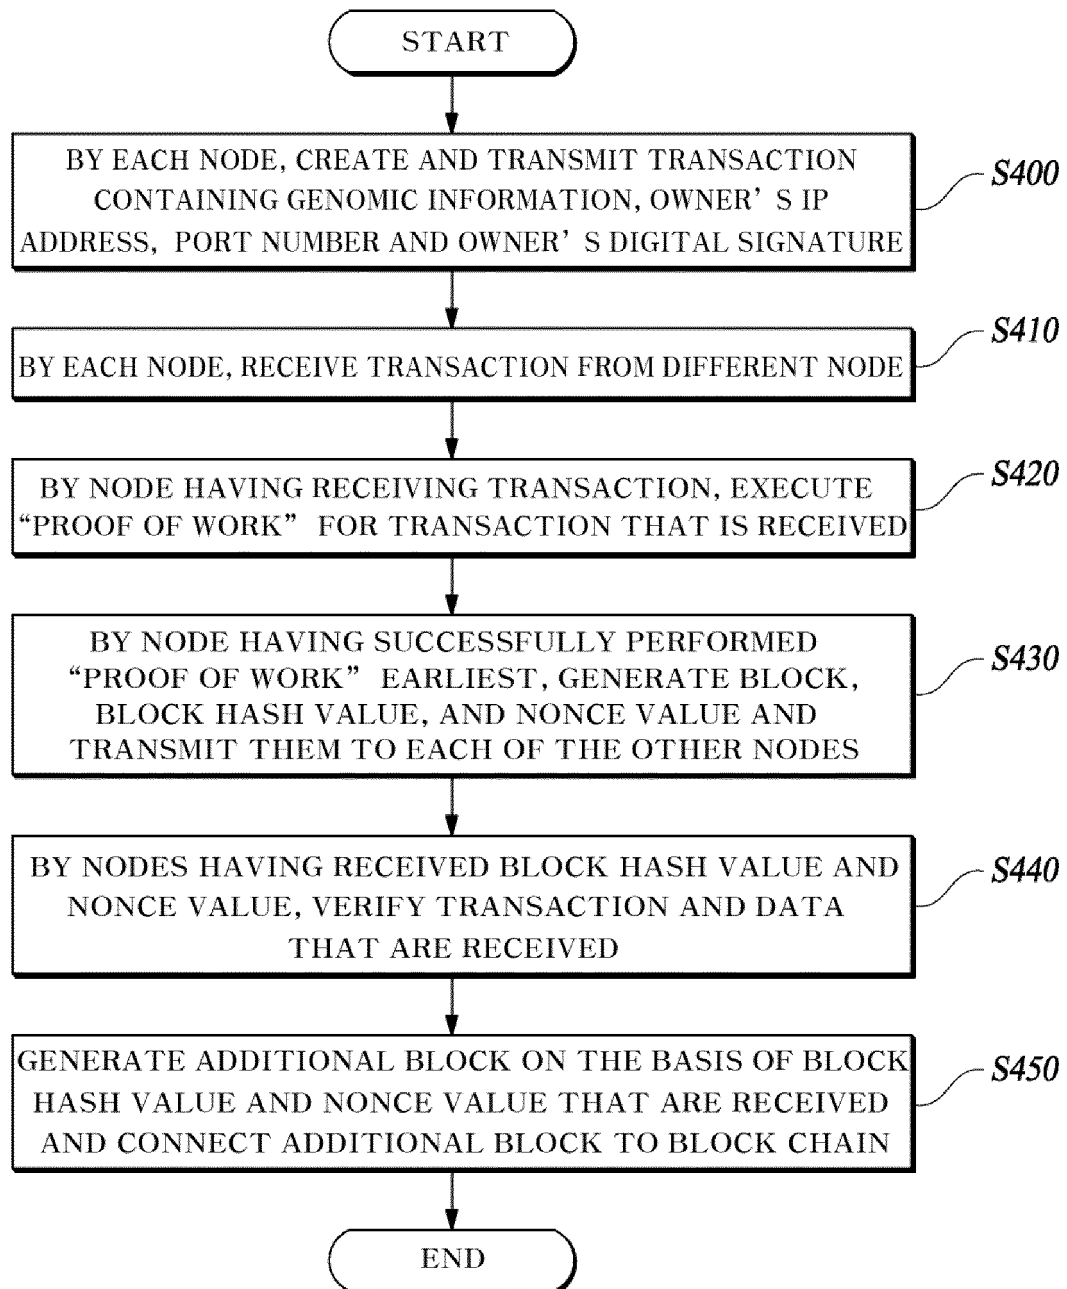 START
BY EACH NODE, CREATE AND TRANSMIT TRANSACTION
CONTAINING GENOMIC INFORMATION, OWNER'S IP
ADDRESS, PORT NUMBER AND OWNER'S DIGITAL SIGNATURE
S400
BY EACH NODE, RECEIVE TRANSACTION FROM DIFFERENT NODE
S410
BY NODE HAVING RECEIVING TRANSACTION, EXECUTE
“PROOF OF WORK” FOR TRANSACTION THAT IS RECEIVED
S420
BY NODE HAVING SUCCESSFULLY PERFORMED
“PROOF OF WORK” EARLIEST, GENERATE BLOCK,
BLOCK HASH VALUE, AND NONCE VALUE AND
TRANSMIT THEM TO EACH OF THE OTHER NODES
S430
BY NODES HAVING RECEIVED BLOCK HASH VALUE AND
NONCE VALUE, VERIFY TRANSACTION AND DATA
THAT ARE RECEIVED
S440
GENERATE ADDITIONAL BLOCK ON THE BASIS OF BLOCK
HASH VALUE AND NONCE VALUE THAT ARE RECEIVED
AND CONNECT ADDITIONAL BLOCK TO BLOCK CHAIN
S450
END